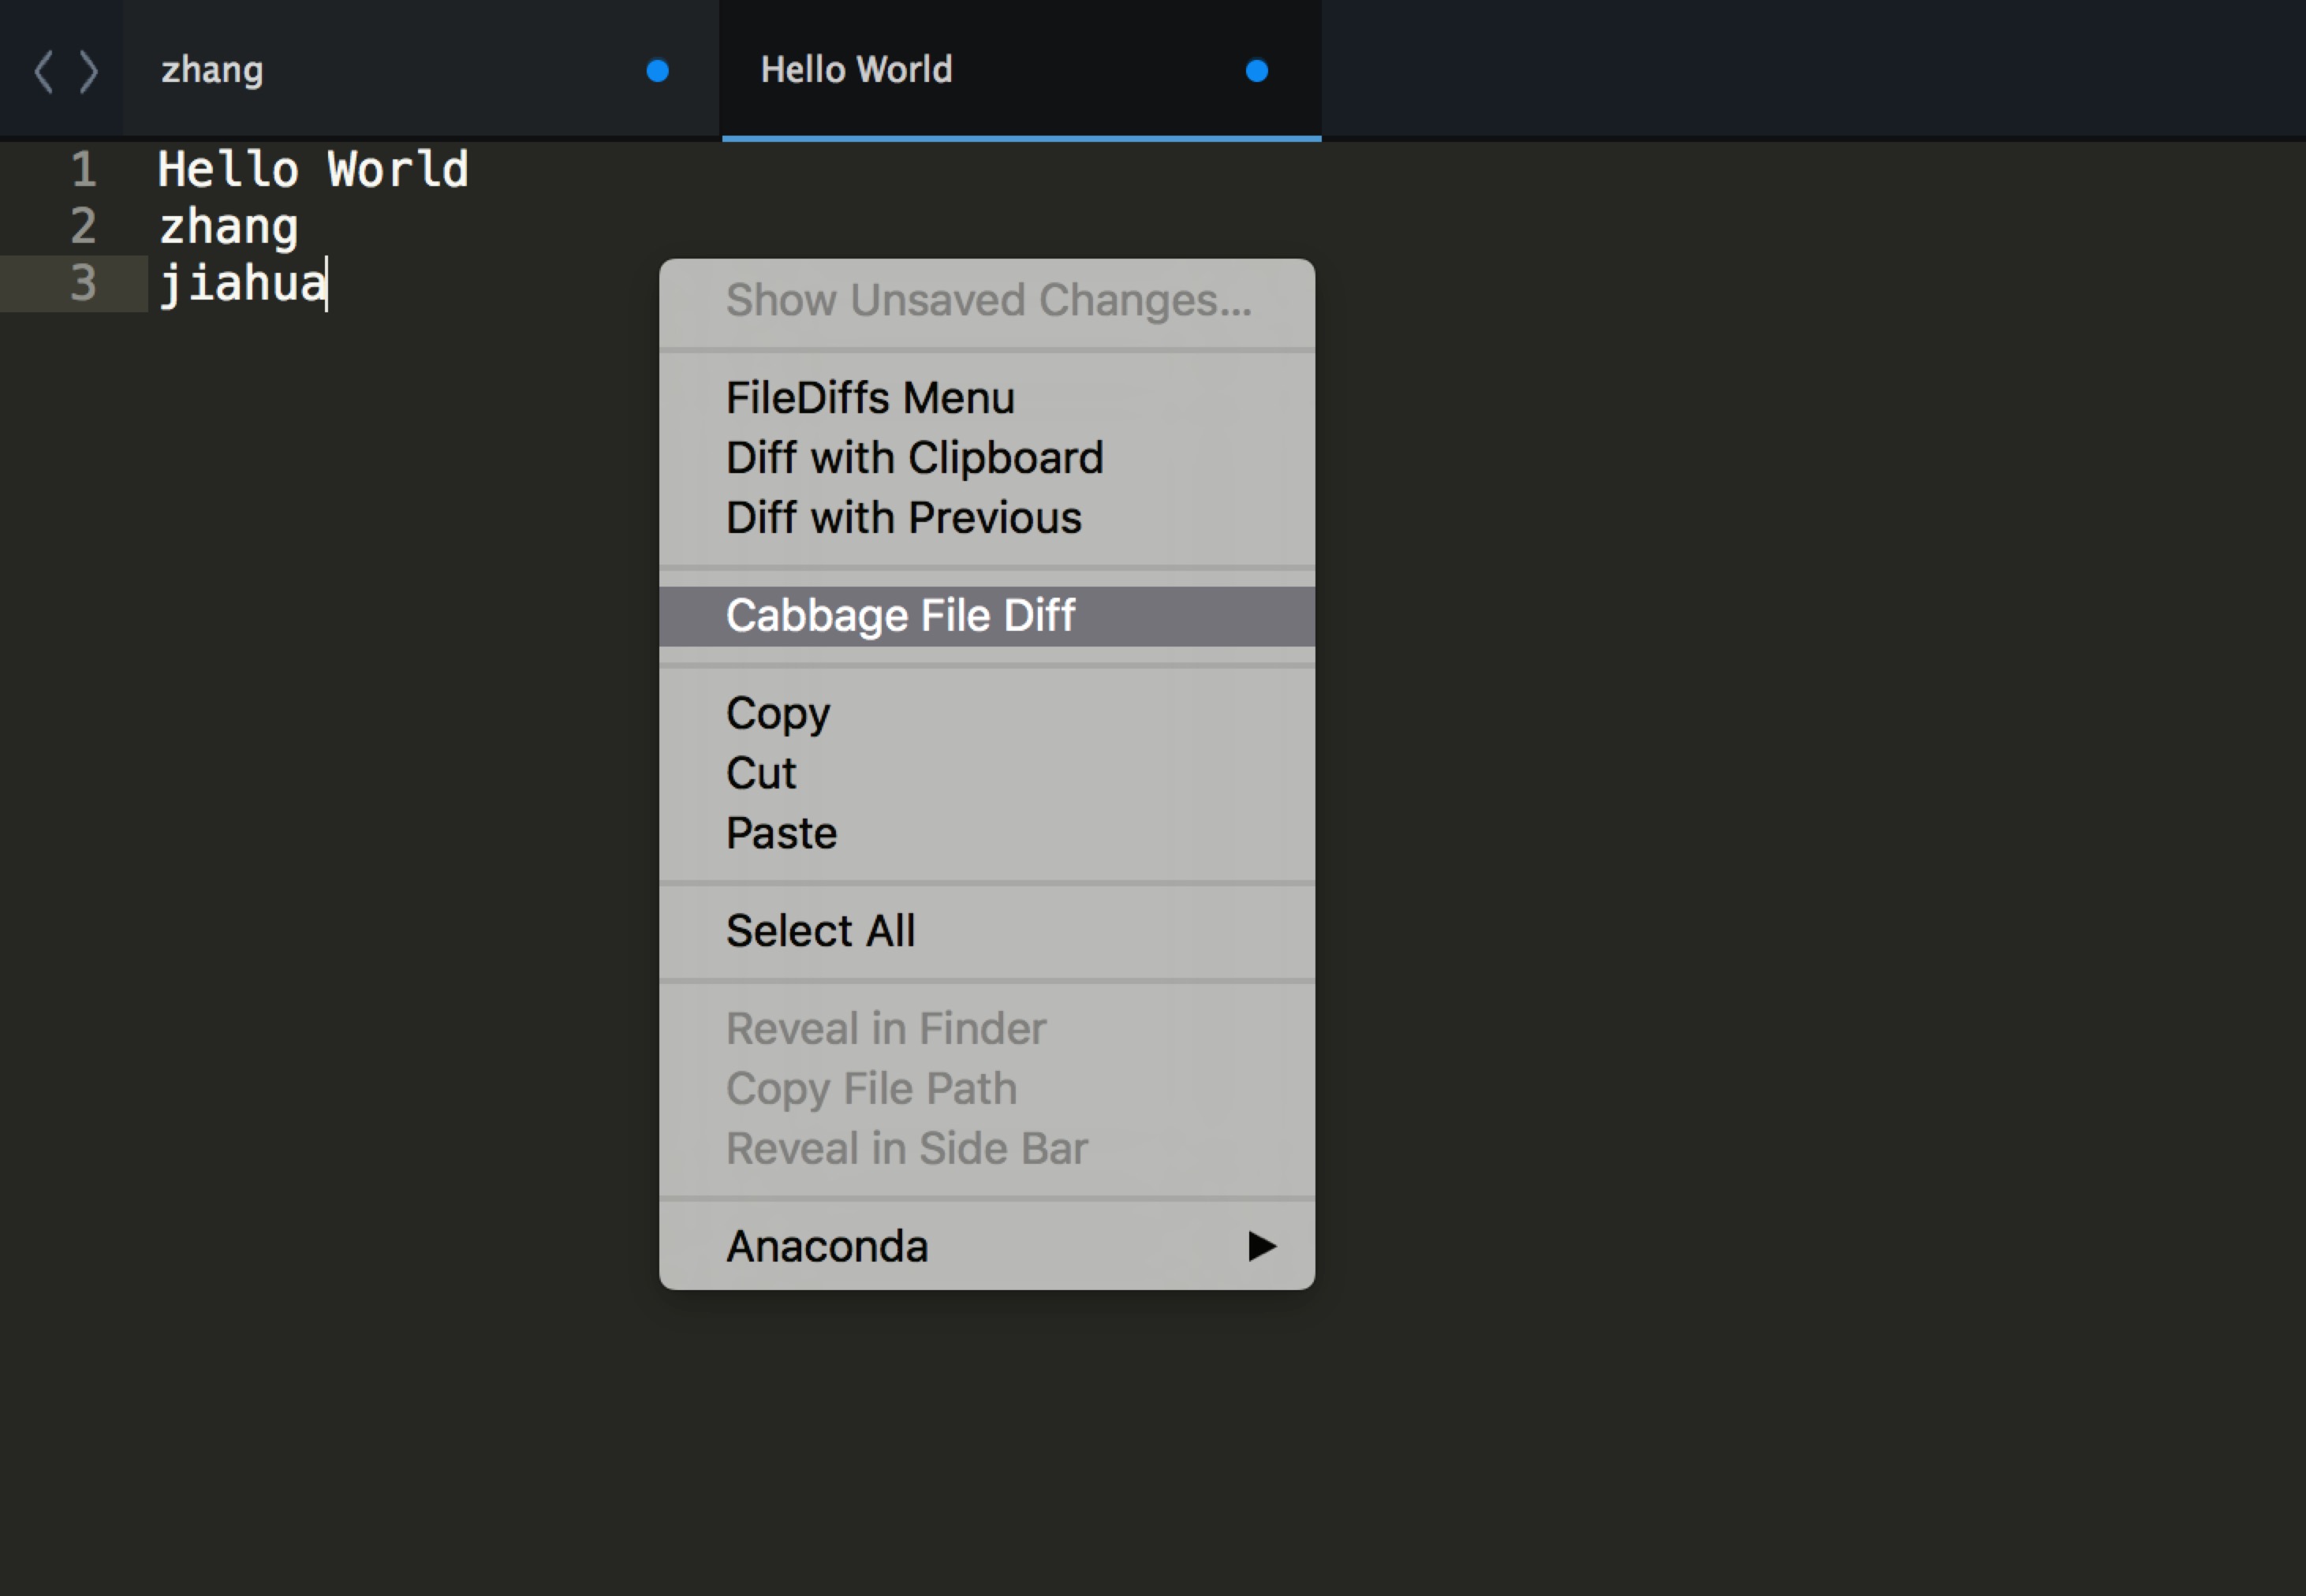 zhang
Hello World
1 Hello World
2 zhang
3 jiahua
Show Unsaved Changes...
FileDiffs Menu
Diff with Clipboard
Diff with Previous
Cabbage File Diff
Copy
Cut
Paste
Select All
Reveal in Finder
Copy File Path
Reveal in Side Bar
Anaconda